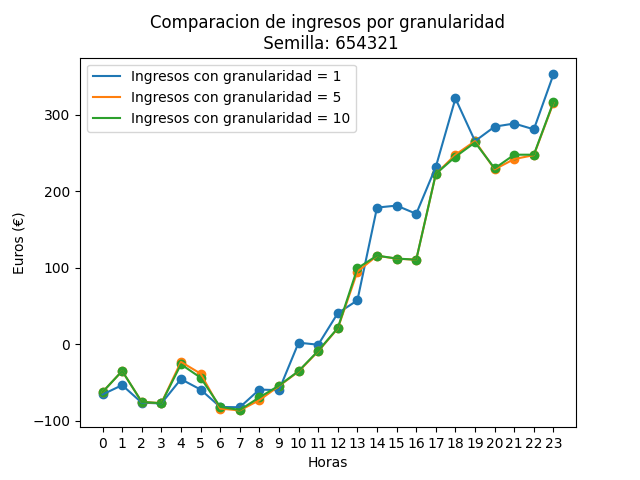 Comparacion de ingresos por granularidad
Semilla: 654321
Ingresos con granularidad = 1
Ingresos con granularidad = 5
Ingresos con granularidad = 10
Euros (€)
300
200
100
0
−100
0 1 2 3 4 5 6 7 8 9 10 11 12 13 14 15 16 17 18 19 20 21 22 23
Horas